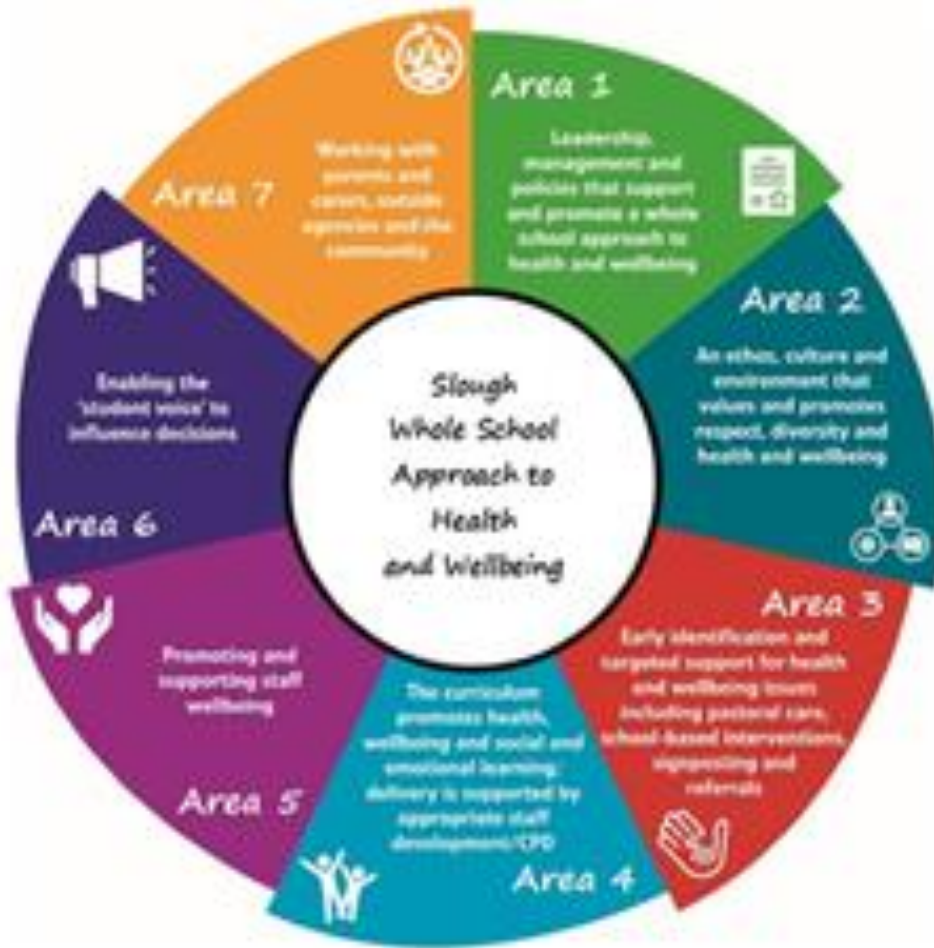 Slough
Whole School
Approach to
Health
and Wellbeing
Area 1
Leadership,
management and
policies that support
and promote a whole
school approach to
health and wellbeing
Area 2
An ethos, culture and
environment that
values and promotes
respect, diversity and
health and wellbeing
Area 3
Early identification and
targeted support for health
and wellbeing issues
including pastoral care,
school-based interventions,
signposting and
referrals
The curriculum
promotes health,
wellbeing and social and
emotional learning;
delivery is supported by
appropriate staff
development/CPD
Area 4
Promoting and
supporting staff
wellbeing
Area 5
Enabling the
'student voice' to
influence decisions
Area 6
Area 7
Working with
parents and
carers, outside
agencies and the
community